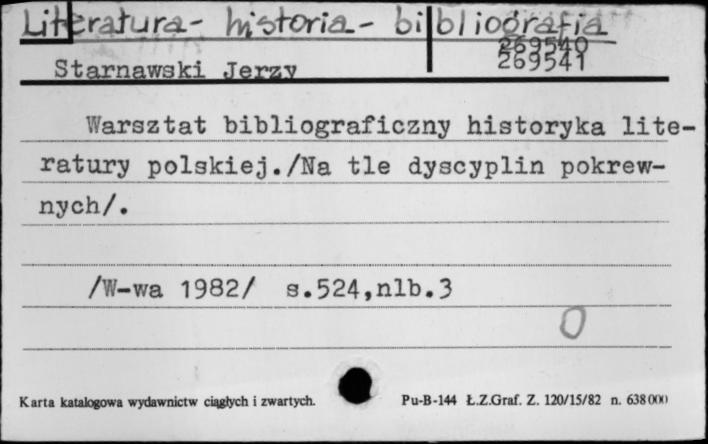 Literatura- historia- bibliografia
269540
Starnawski Jerzy 269541
Warsztat bibliograficzny historyka lite-
ratury polskiej./Na tle dyscyplin pokrew-
nych/.
/W-wa 1982/ s.524,nlb.3
O
Karta katalogowa wydawnictw ciągłych i zwartych. Pu-B-144 Ł.Z.Graf. Z. 120/15/82 n. 638000